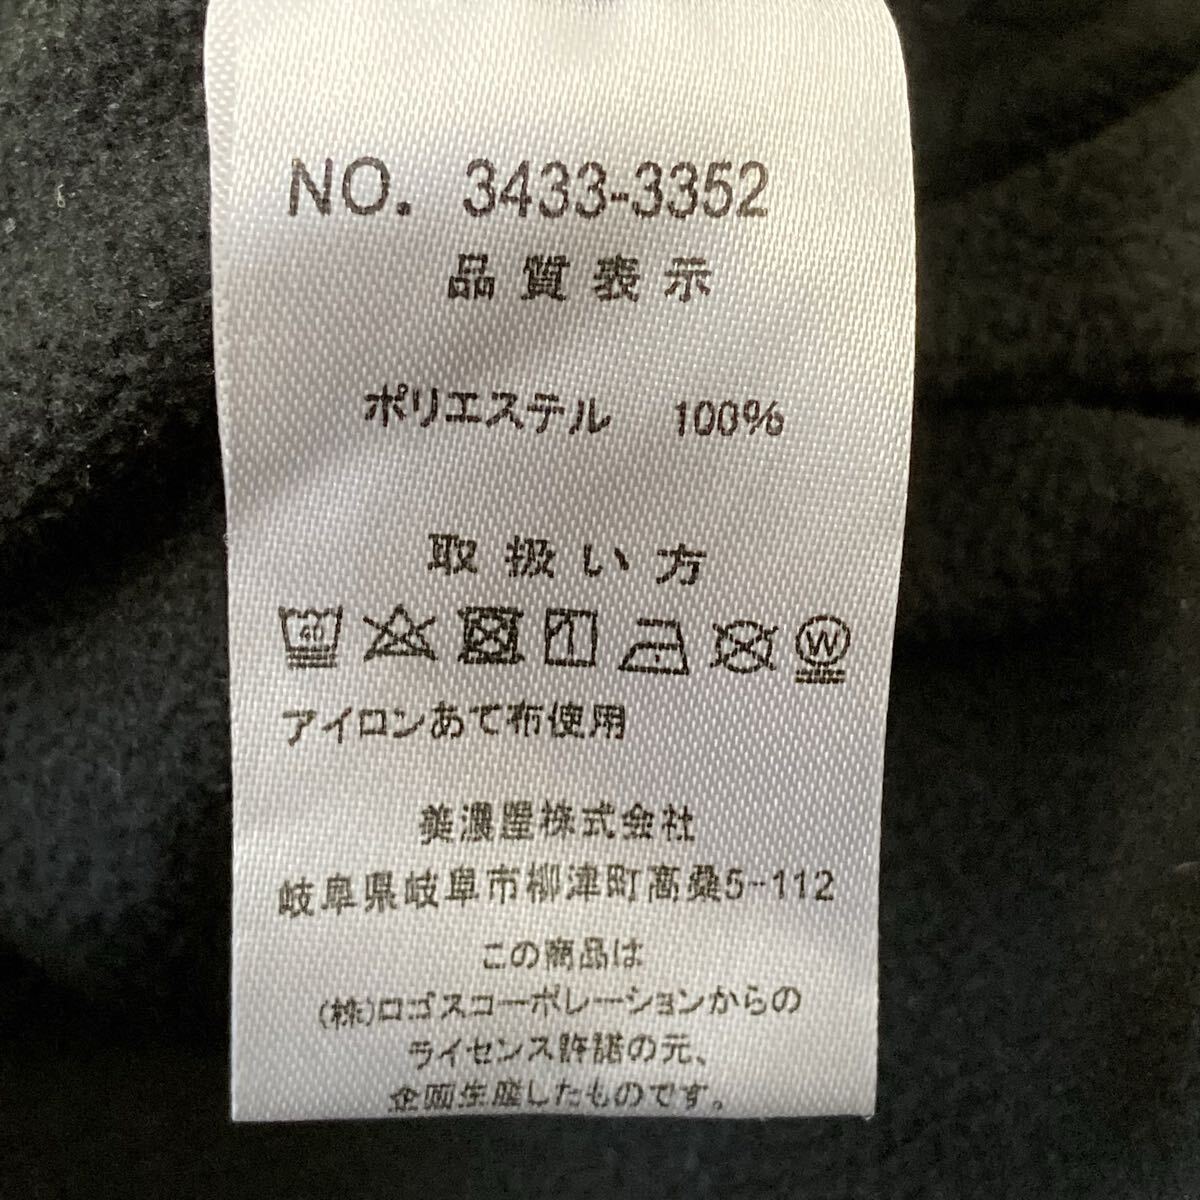 NO. 3433-3352
品質表示
ポリエステル 100%
取扱い方
40 W
アイロンあて布使用
美濃屋株式会社
岐阜県岐阜市柳津町高桑5-112
この商品は
(株)ロゴスコーポレーションからの
ライセンス許諾の元、
企画生産したものです。